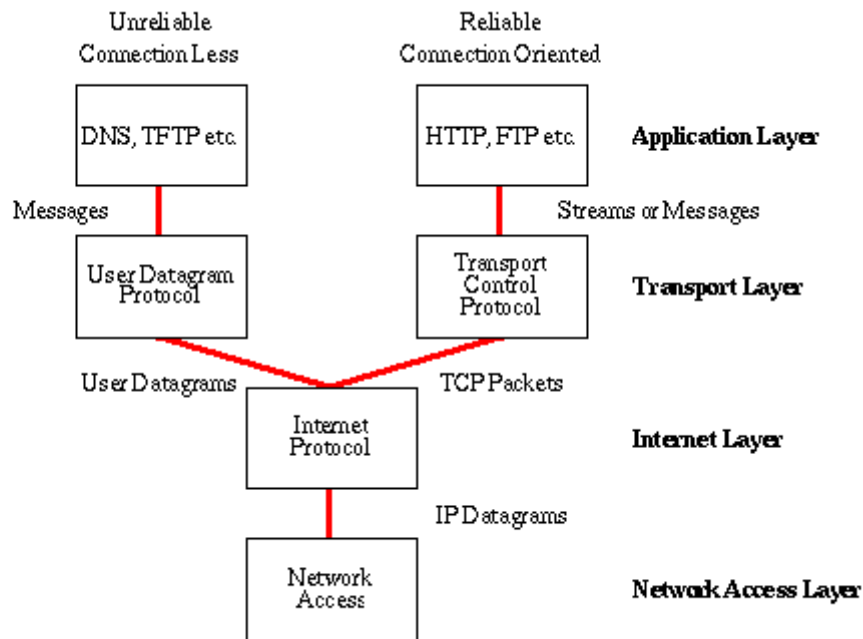 Unreliable
Connection Less
Reliable
Connection Oriented
DNS, TFTP etc
HTTP, FTP etc
Application Layer
Messages
Streams or Messages
User Datagram
Protocol
Transport
Control
Protocol
Transport Layer
User Datagrams
TCP Packets
Internet
Protocol
Internet Layer
IP Datagrams
Network
Access
Network Access Layer